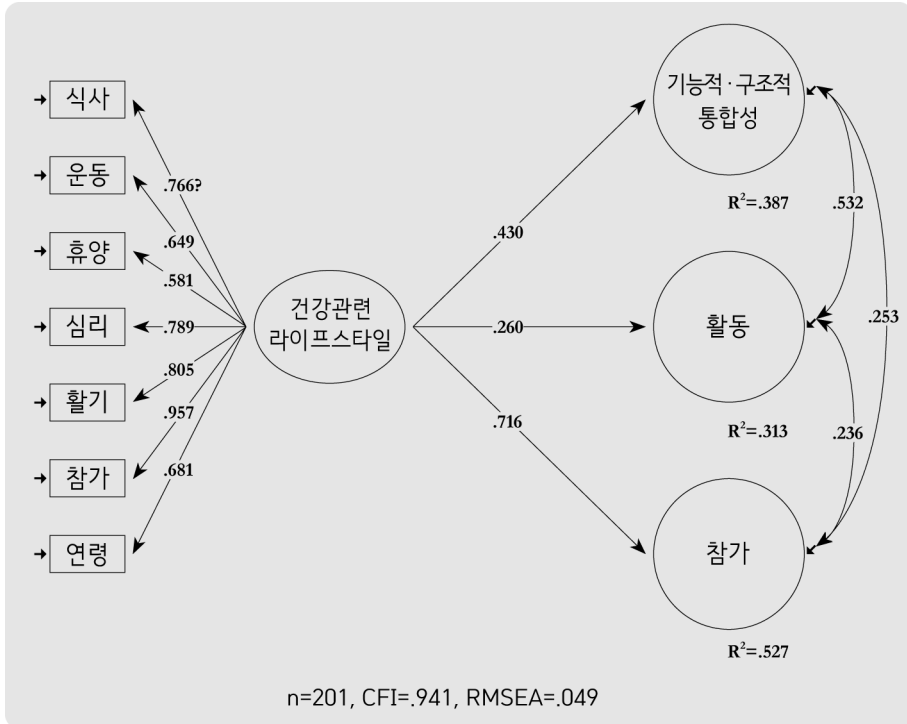 식사
운동
휴양
심리
활기
참가
연령
.766?
.649
.581
.789
.805
.957
.681
건강관련
라이프스타일
.430
.260
.716
기능적·구조적
통합성
R²=.387
활동
R²=.313
참가
R²=.527
.532
.253
.236
n=201, CFI=.941, RMSEA=.049